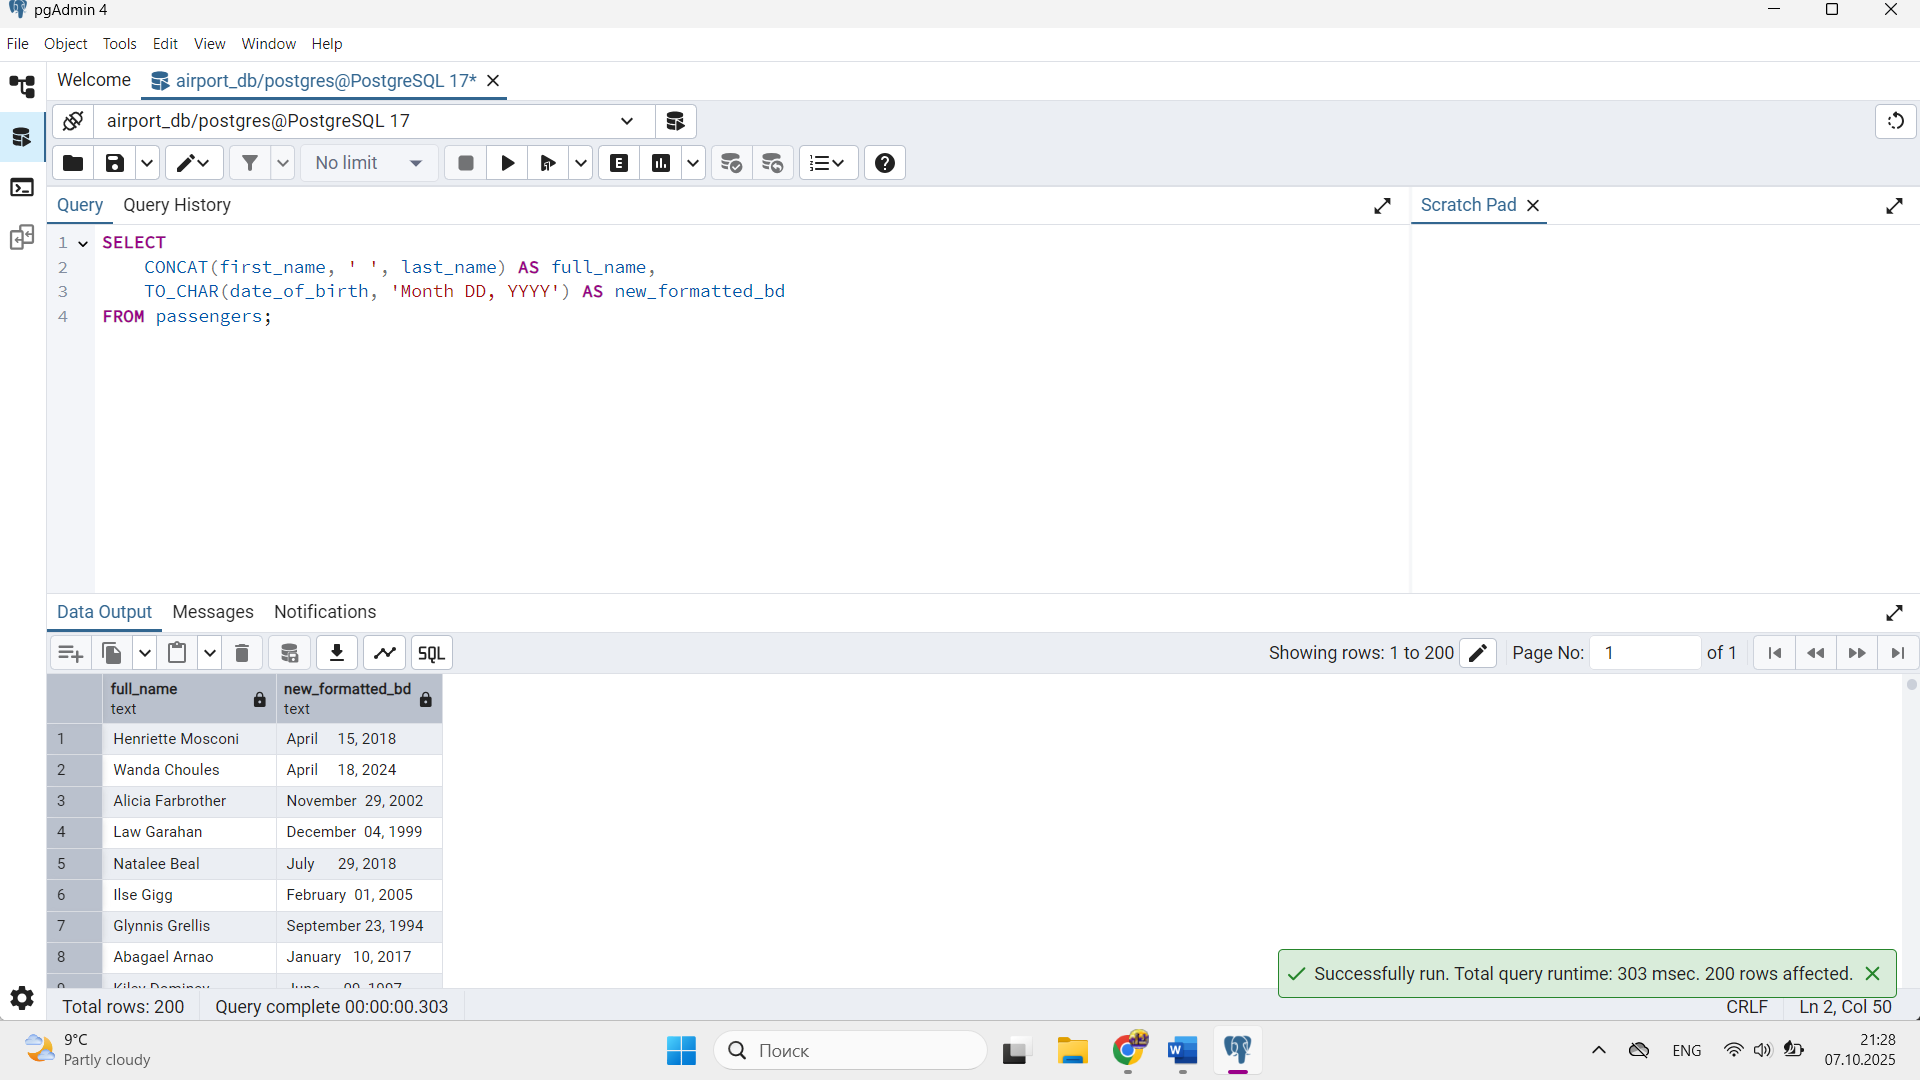 pgAdmin 4
File Object Tools Edit View Window Help
Welcome airport_db/postgres@PostgreSQL 17*
airport_db/postgres@PostgreSQL 17
No limit
Query Query History
Scratch Pad
1 SELECT
2 CONCAT(first_name, ' ', last_name) AS full_name,
3 TO_CHAR(date_of_birth, 'Month DD, YYYY') AS new_formatted_bd
4 FROM passengers;
Data Output Messages Notifications
SQL Showing rows: 1 to 200 Page No: 1 of 1
full_name new_formatted_bd
text text
1 Henriette Mosconi April 15, 2018
2 Wanda Choules April 18, 2024
3 Alicia Farbrother November 29, 2002
4 Law Garahan December 04, 1999
5 Natalee Beal July 29, 2018
6 Ilse Gigg February 01, 2005
7 Glynnis Grellis September 23, 1994
8 Abagael Arnao January 10, 2017
Successfully run. Total query runtime: 303 msec. 200 rows affected.
Total rows: 200 Query complete 00:00:00.303 CRLF Ln 2, Col 50
9°C
Partly cloudy
Поиск
ENG
21:28
07.10.2025